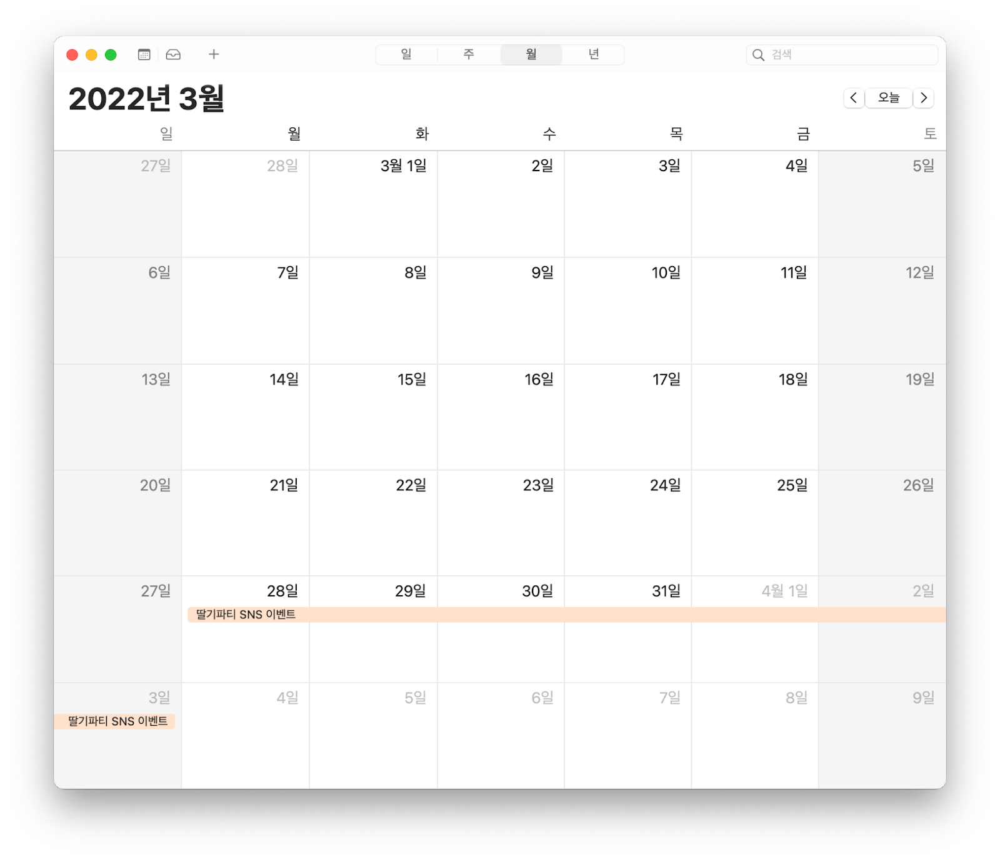 일 주 월 년 검색
2022년 3월 오늘
일 월 화 수 목 금 토
27일 28일 3월 1일 2일 3일 4일 5일
6일 7일 8일 9일 10일 11일 12일
13일 14일 15일 16일 17일 18일 19일
20일 21일 22일 23일 24일 25일 26일
27일 28일 29일 30일 31일 4월 1일 2일
딸기파티 SNS 이벤트
3일 4일 5일 6일 7일 8일 9일
딸기파티 SNS 이벤트